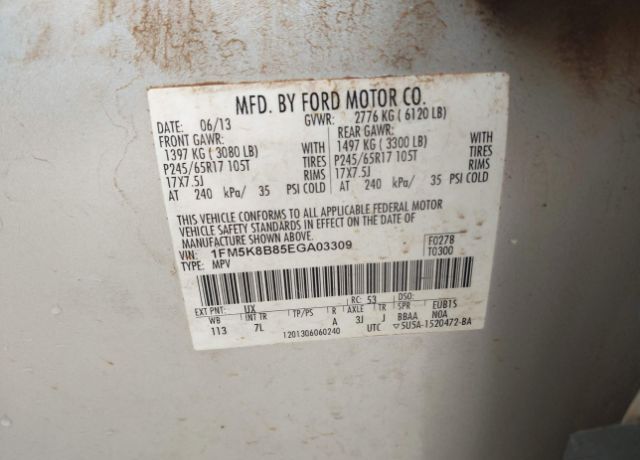 MFD. BY FORD MOTOR CO.
DATE: 06/13 GVWR: 2776 KG ( 6120 LB)
FRONT GAWR: REAR GAWR:
1397 KG ( 3080 LB) WITH 1497 KG ( 3300 LB) WITH
P245/65R17 105T TIRES P245/65R17 105T TIRES
17X7.5J RIMS 17X7.5J RIMS
AT 240 kPa/ 35 PSI COLD AT 240 kPa/ 35 PSI COLD
THIS VEHICLE CONFORMS TO ALL APPLICABLE FEDERAL MOTOR
VEHICLE SAFETY STANDARDS IN EFFECT ON THE DATE OF
MANUFACTURE SHOWN ABOVE.
VIN: 1FM5K8B85EGA03309 F0278
TYPE: MPV T0300
EXT PNT: UX RC: 53 DSO:
WB INT TR TP/PS R AXLE TR SPR EUB1S
113 7L A 3J J BBAA N0A
1201306060240 UTC ▽5U5A-1520472-BA